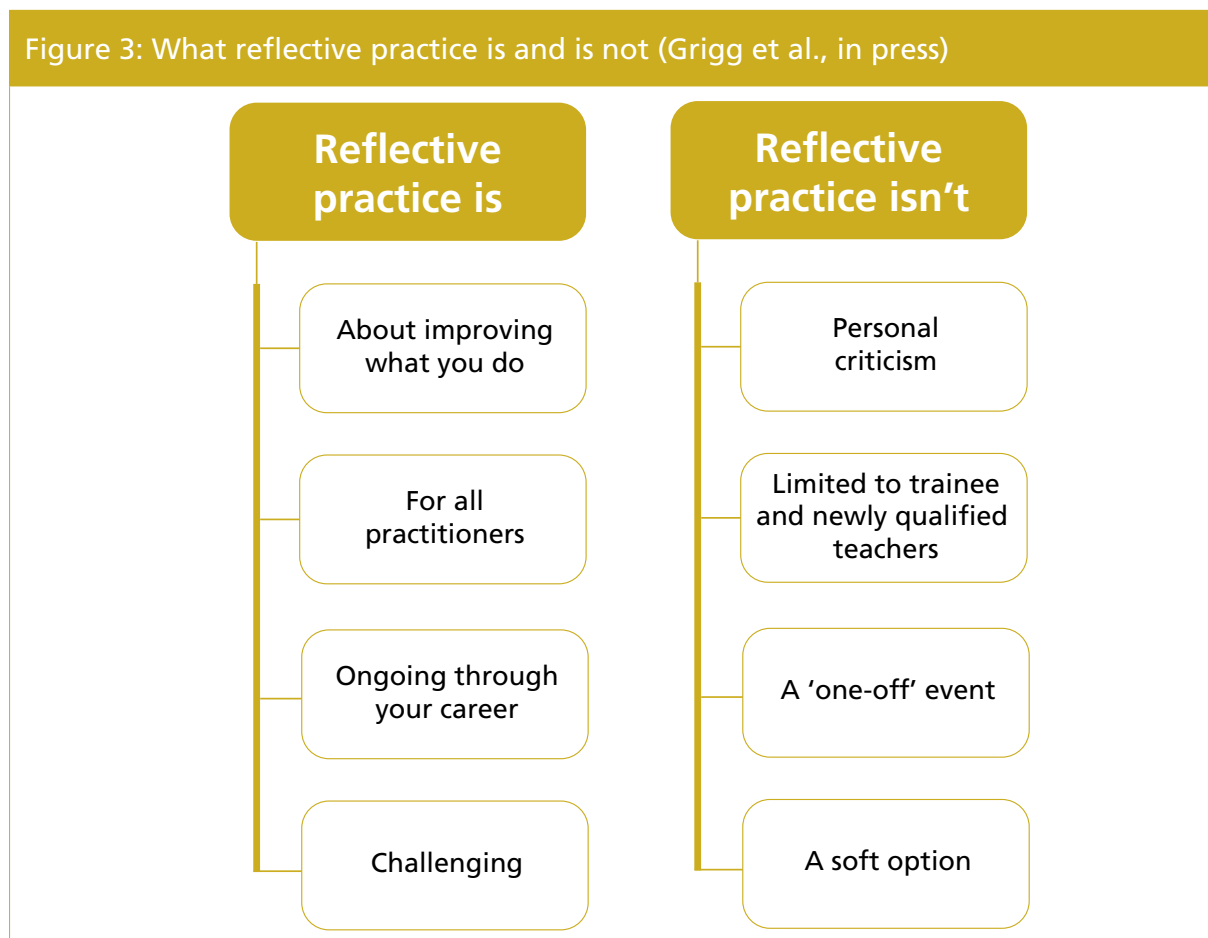 Figure 3: What reflective practice is and is not (Grigg et al., in press)
Reflective
practice is
About improving
what you do
For all
practitioners
Ongoing through
your career
Challenging
Reflective
practice isn’t
Personal
criticism
Limited to trainee
and newly qualified
teachers
A ‘one-off’ event
A soft option